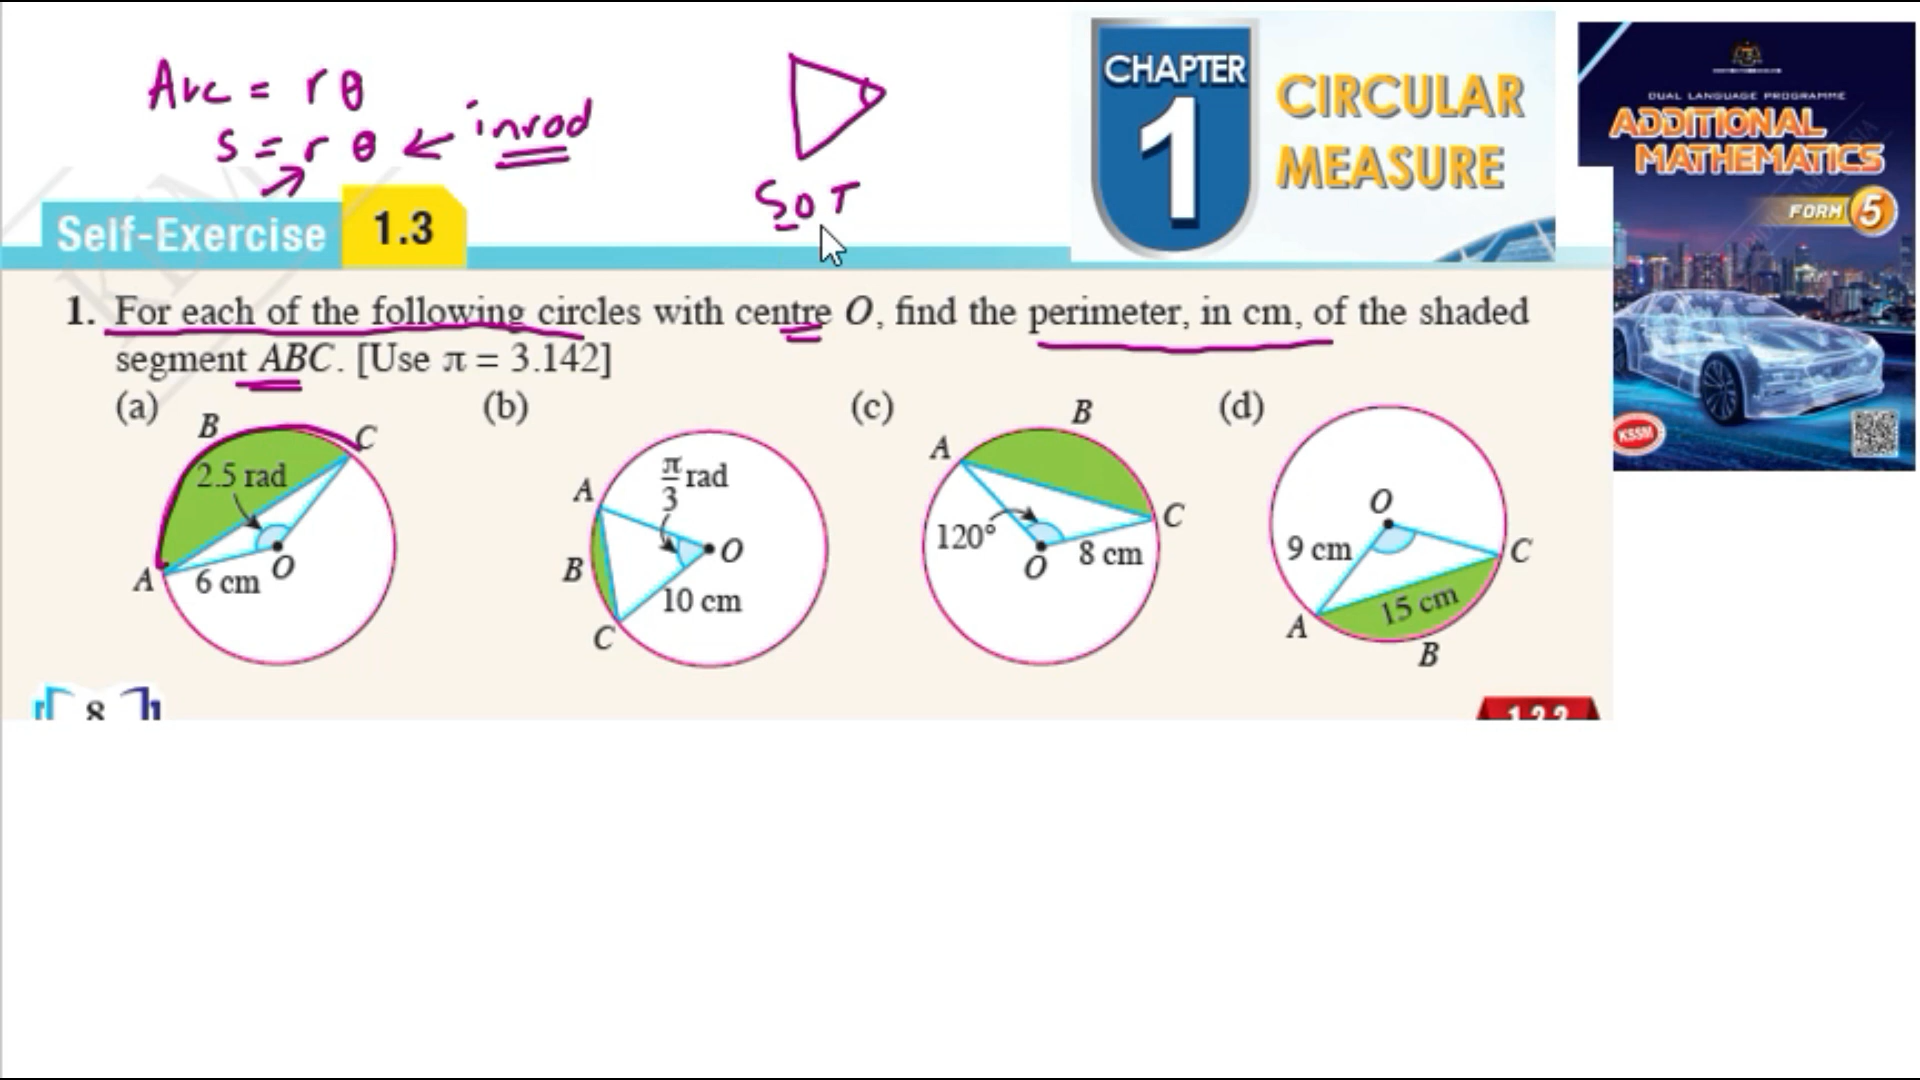 Arc = r θ
S = r θ ← in rad
SOT
CHAPTER
1
CIRCULAR
MEASURE
DUAL LANGUAGE PROGRAMME
ADDITIONAL
MATHEMATICS
FORM 5
KSSM
Self-Exercise 1.3
1. For each of the following circles with centre O, find the perimeter, in cm, of the shaded
segment ABC. [Use π = 3.142]
(a)
B
C
2.5 rad
A
6 cm
O
(b)
A
π/3 rad
O
B
10 cm
C
(c)
B
A
C
120°
O
8 cm
(d)
O
9 cm
C
15 cm
A
B
8